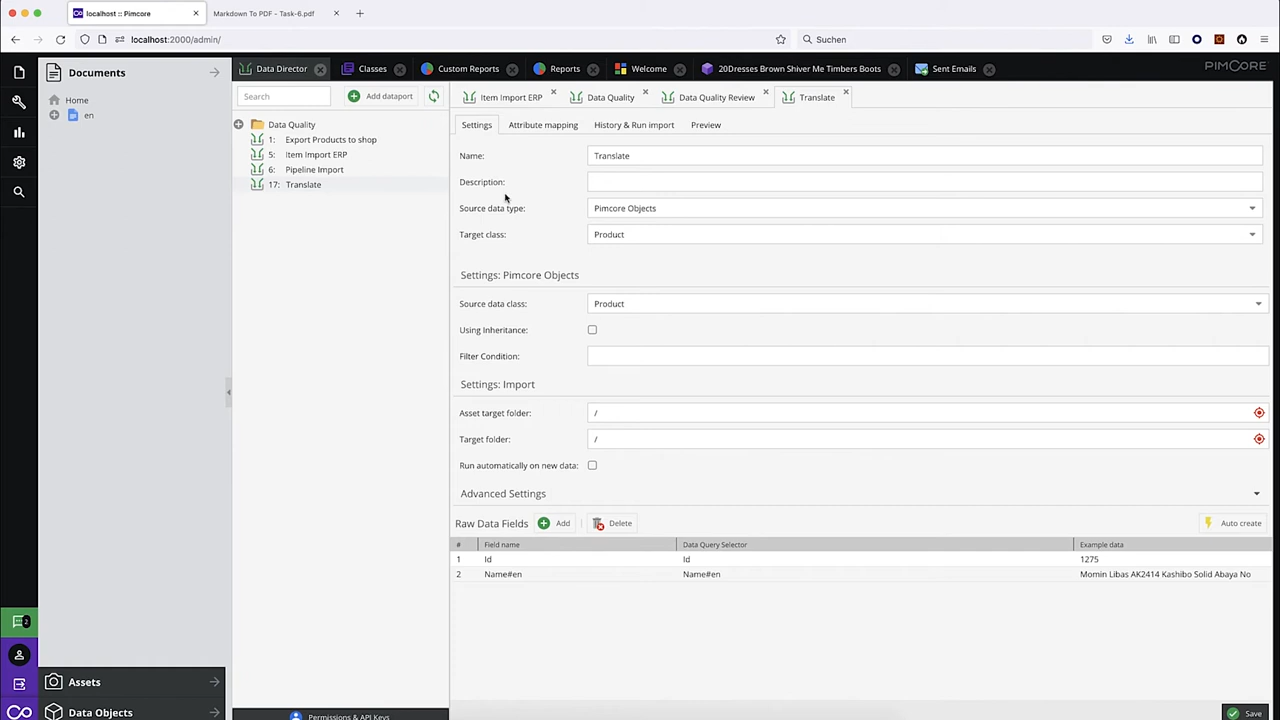 localhost :: Pimcore
Markdown To PDF - Task-6.pdf
localhost:2000/admin/
Suchen
Documents
Home
en
Data Director
Classes
Custom Reports
Reports
Welcome
20Dresses Brown Shiver Me Timbers Boots
Sent Emails
PIMCORE
Search
Add dataport
Data Quality
1: Export Products to shop
5: Item Import ERP
6: Pipeline Import
17: Translate
Item Import ERP
Data Quality
Data Quality Review
Translate
Settings
Attribute mapping
History & Run import
Preview
Name: Translate
Description:
Source data type: Pimcore Objects
Target class: Product
Settings: Pimcore Objects
Source data class: Product
Using Inheritance:
Filter Condition:
Settings: Import
Asset target folder: /
Target folder: /
Run automatically on new data:
Advanced Settings
Raw Data Fields Add Delete Auto create
# Field name Data Query Selector Example data
1 Id Id 1275
2 Name#en Name#en Momin Libas AK2414 Kashibo Solid Abaya No
2
Assets
Data Objects
Permissions & API Keys
Save